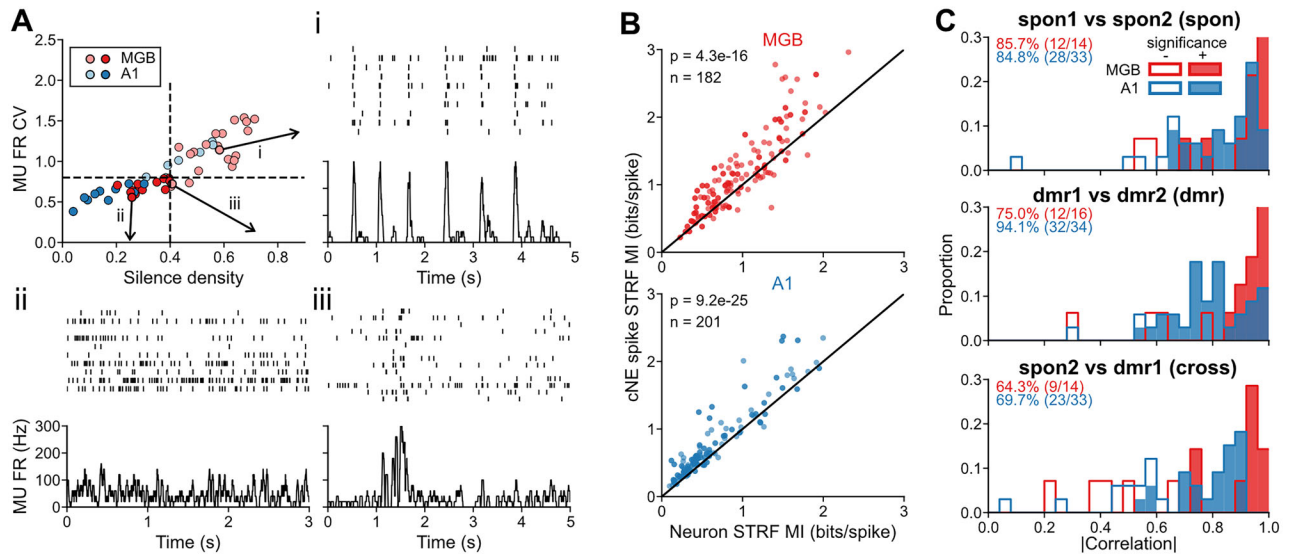 A
2.5
2.0
1.5
1.0
0.5
0.0
MU FR CV
MGB
A1
i
ii
iii
0.0 0.2 0.4 0.6 0.8
Silence density
i
0 1 2 3 4 5
Time (s)
ii
300
200
100
0
MU FR (Hz)
0 1 2 3
Time (s)
iii
0 1 2 3 4 5
Time (s)
B
MGB
p = 4.3e-16
n = 182
3
2
1
0
0 1 2 3
cNE spike STRF MI (bits/spike)
A1
p = 9.2e-25
n = 201
3
2
1
0
0 1 2 3
Neuron STRF MI (bits/spike)
C
spon1 vs spon2 (spon)
85.7% (12/14)
84.8% (28/33)
significance
- +
MGB
A1
0.3
0.2
0.1
0.0
dmr1 vs dmr2 (dmr)
75.0% (12/16)
94.1% (32/34)
0.3
0.2
0.1
0.0
Proportion
spon2 vs dmr1 (cross)
64.3% (9/14)
69.7% (23/33)
0.3
0.2
0.1
0.0
0.0 0.2 0.4 0.6 0.8 1.0
|Correlation|